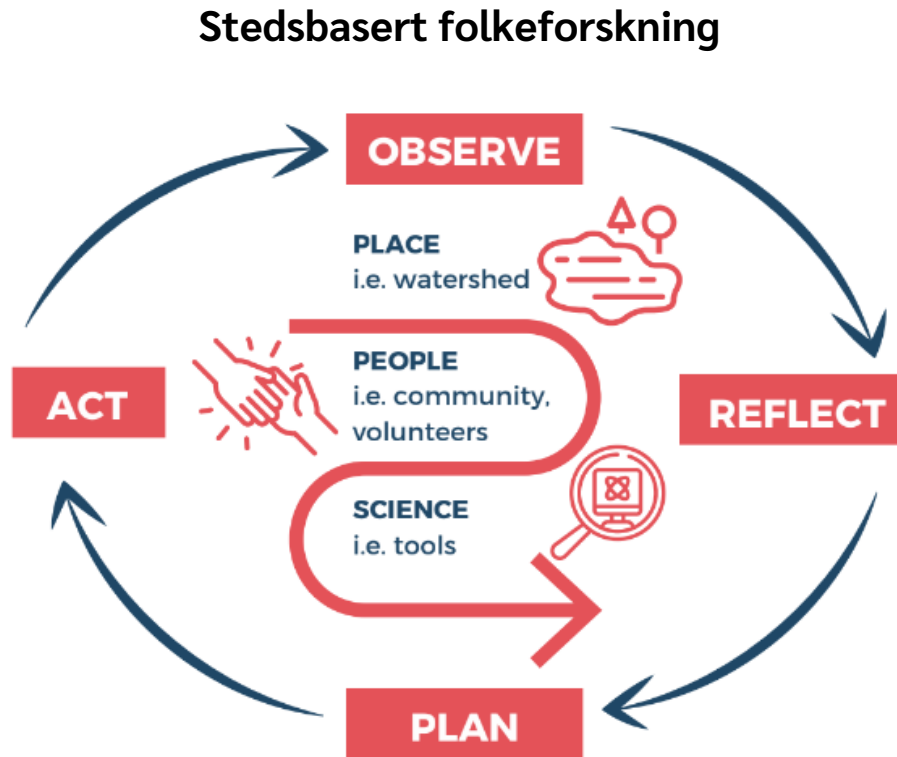 Stedsbasert folkeforskning
OBSERVE
PLACE
i.e. watershed
PEOPLE
i.e. community,
volunteers
ACT
REFLECT
SCIENCE
i.e. tools
PLAN